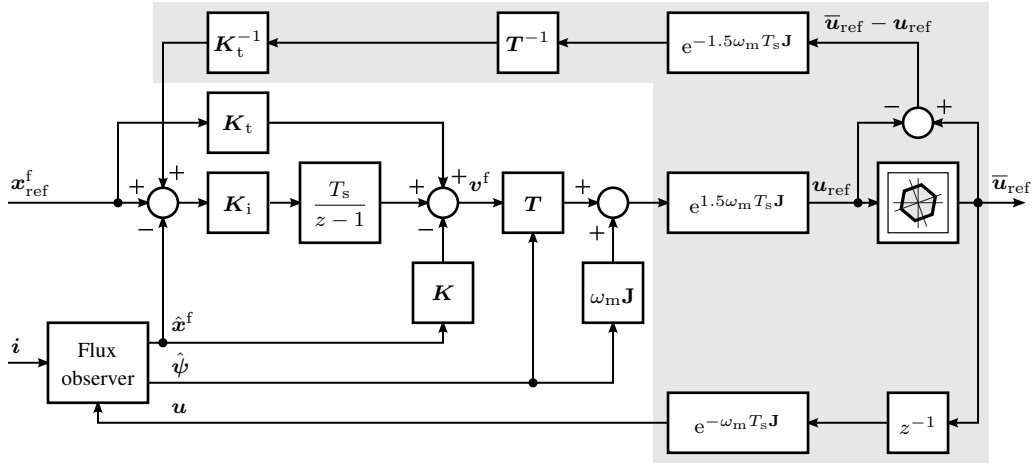 K_t^{-1}
T^{-1}
e^{-1.5ω_m T_s J}
ū_ref − u_ref
− +
K_t
x_ref^f
+ +
−
K_i
T_s
z − 1
+ + v^f
−
T
+
+
e^{1.5ω_m T_s J}
u_ref
ū_ref
K
ω_m J
i
Flux
observer
x̂^f
ψ̂
u
e^{-ω_m T_s J}
z^{-1}